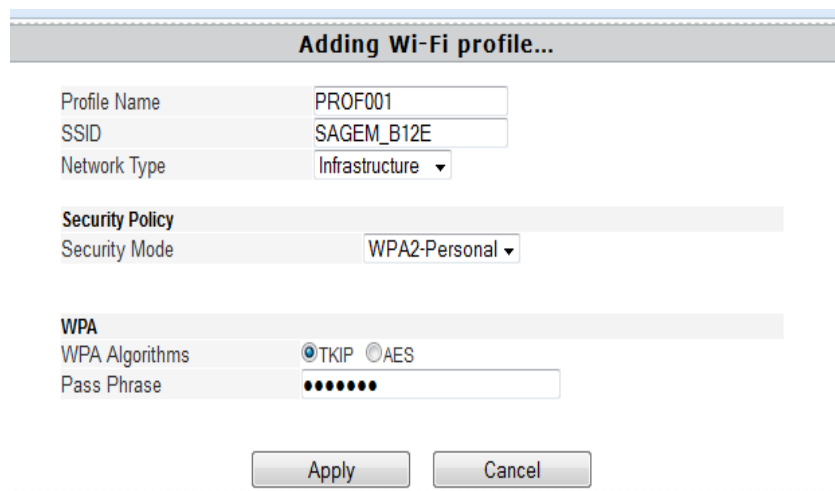 Adding Wi-Fi profile...
Profile Name PROF001
SSID SAGEM_B12E
Network Type Infrastructure
Security Policy
Security Mode WPA2-Personal
WPA
WPA Algorithms TKIP AES
Pass Phrase •••••••
Apply Cancel